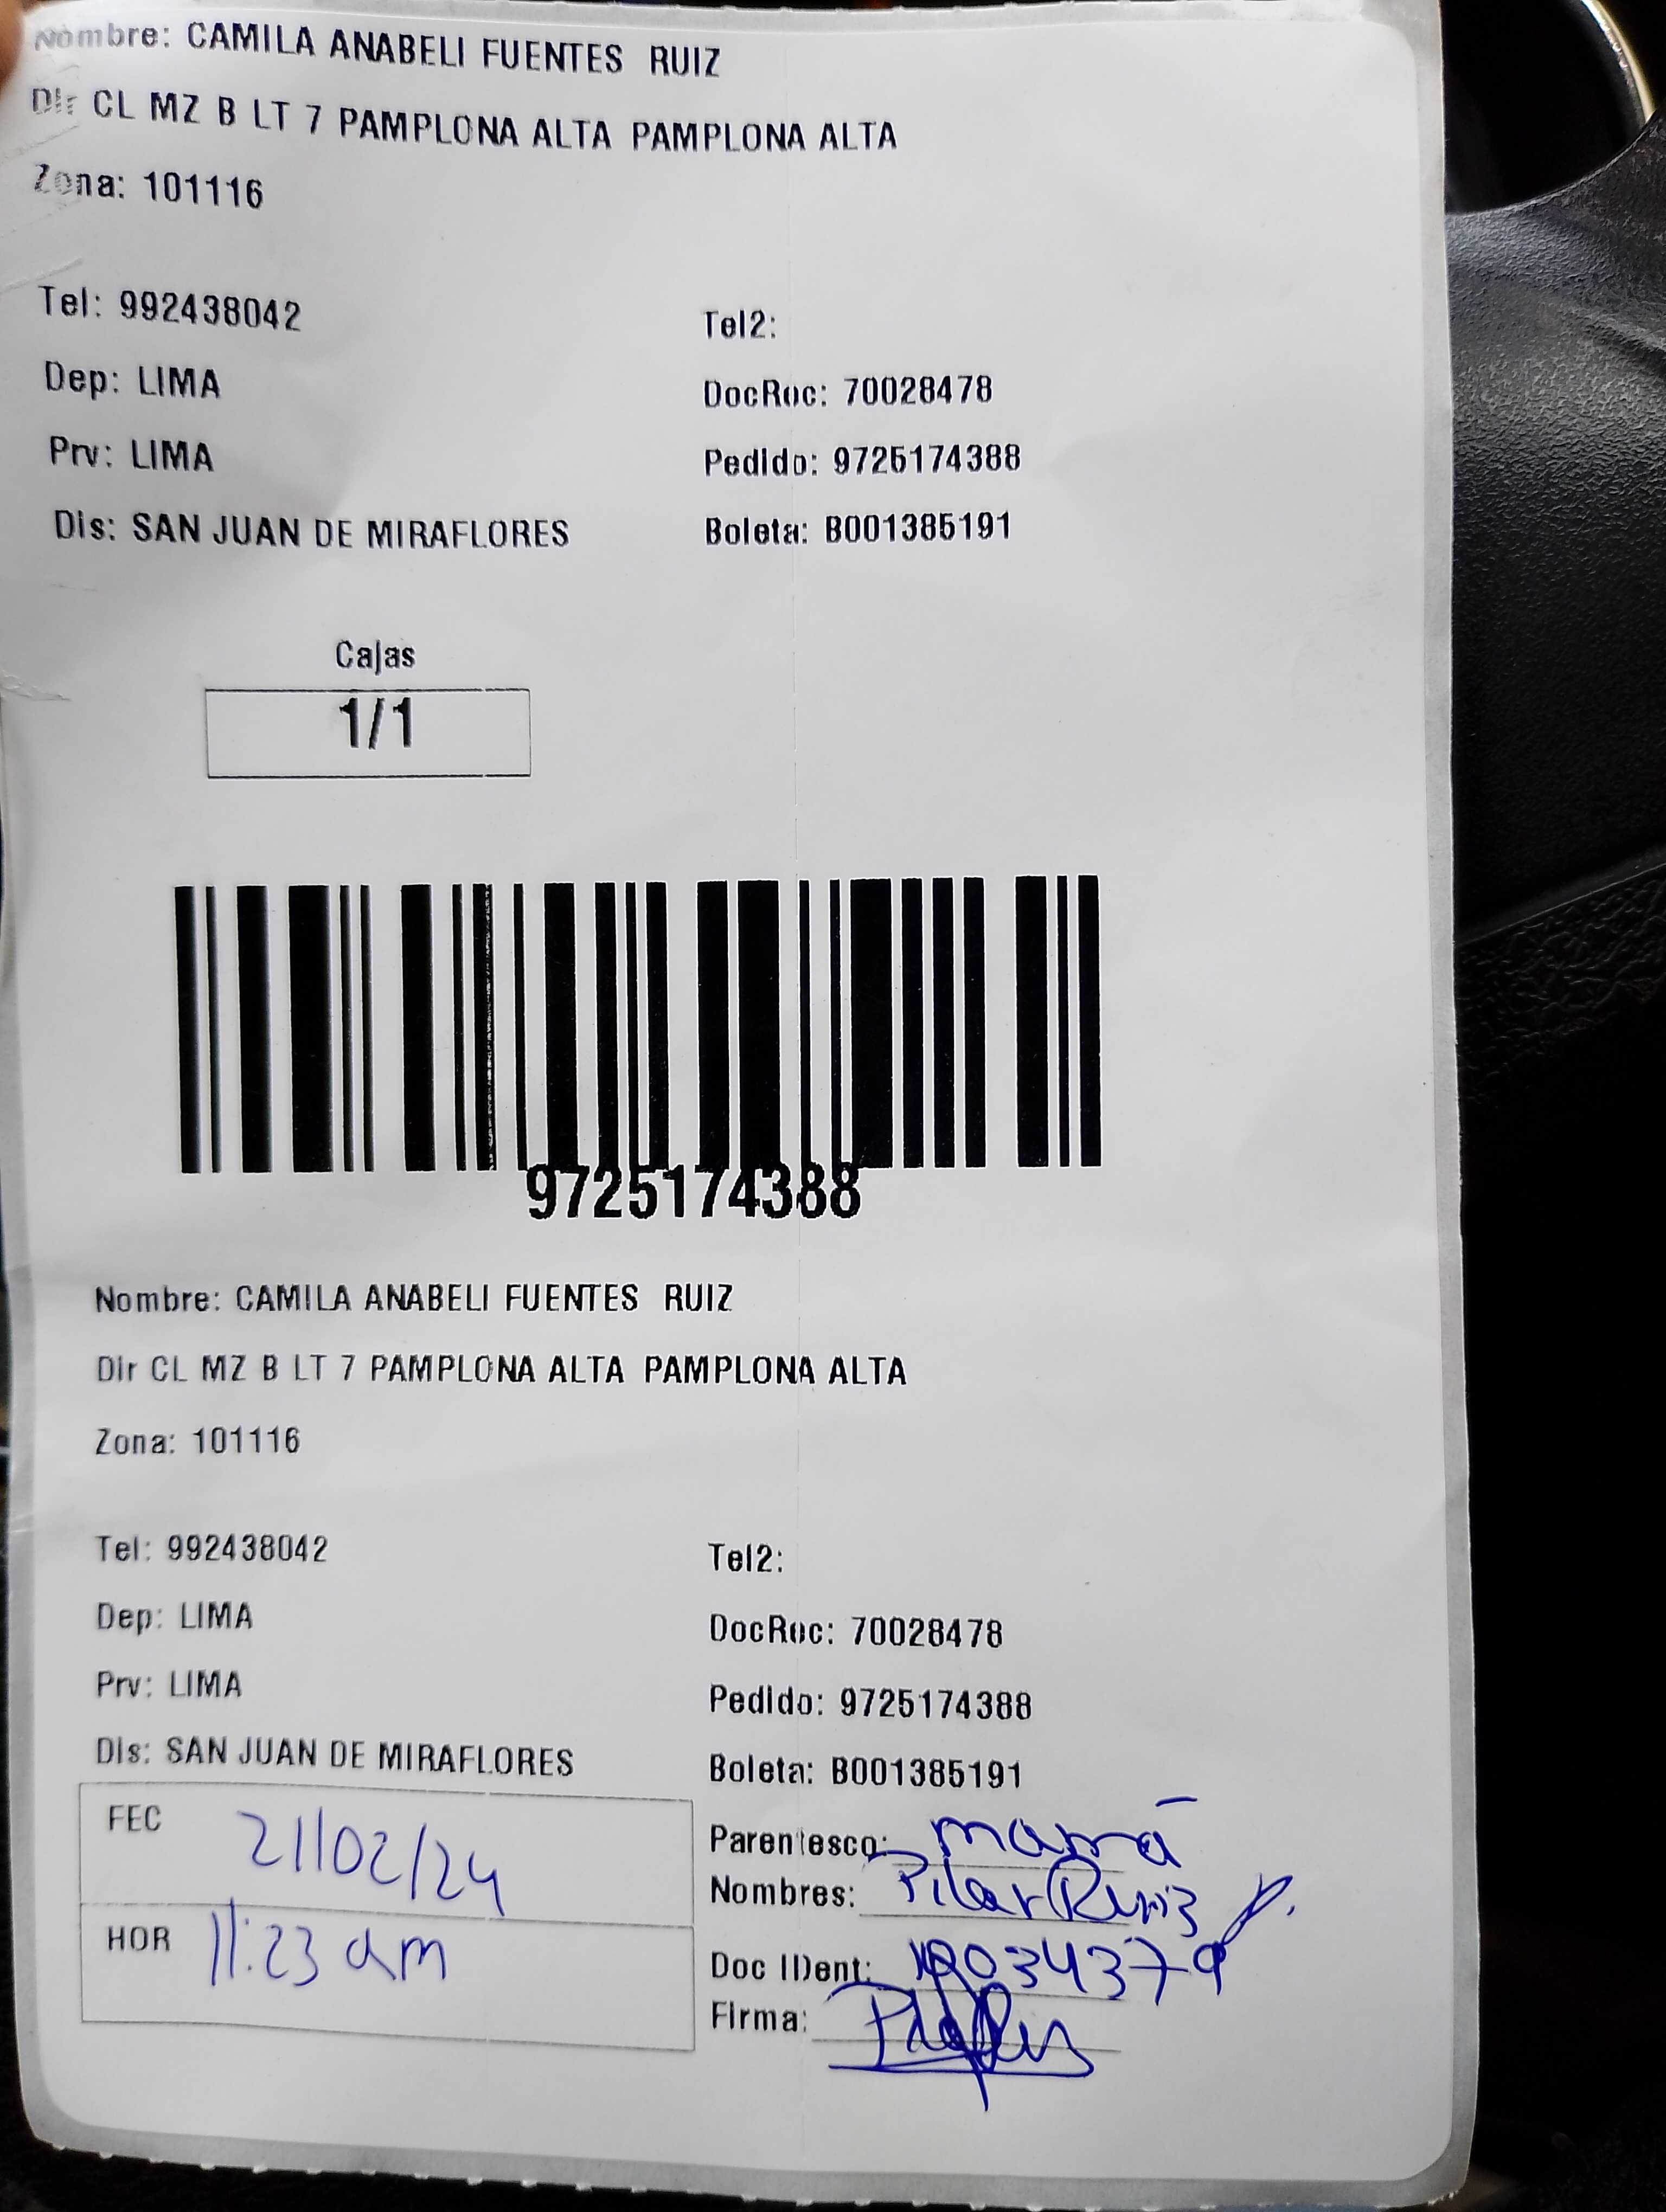 Nombre: CAMILA ANABELI FUENTES RUIZ
Dir CL MZ B LT 7 PAMPLONA ALTA PAMPLONA ALTA
Zona: 101116
Tel: 992438042 Tel2:
Dep: LIMA DocRec: 70028478
Prv: LIMA Pedido: 9725174388
Dis: SAN JUAN DE MIRAFLORES Boleta: B001385191
Cajas
1/1
9725174388
Nombre: CAMILA ANABELI FUENTES RUIZ
Dir CL MZ B LT 7 PAMPLONA ALTA PAMPLONA ALTA
Zona: 101116
Tel: 992438042 Tel2:
Dep: LIMA DocRec: 70028478
Prv: LIMA Pedido: 9725174388
Dis: SAN JUAN DE MIRAFLORES Boleta: B001385191
FEC 21/02/24 Parentesco: mamá
Nombres: Pilar Ruiz P.
HOR 11:23 am Doc IDent:
Firma: